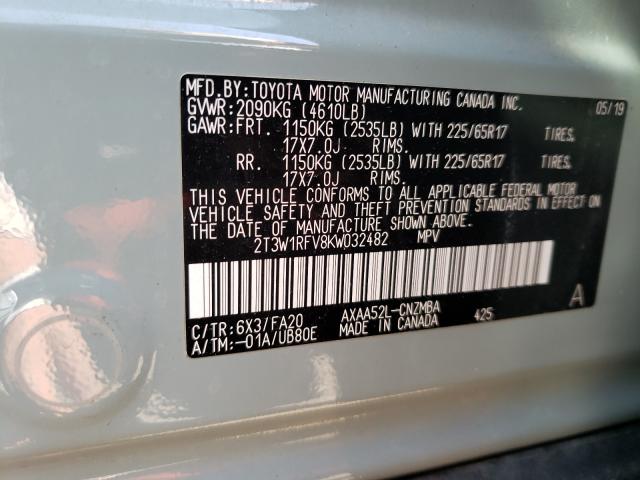 MFD. BY: TOYOTA MOTOR MANUFACTURING CANADA INC. 05/19
GVWR: 2090KG (4610LB)
GAWR: FRT. 1150KG (2535LB) WITH 225/65R17 TIRES,
17X7.0J RIMS.
RR. 1150KG (2535LB) WITH 225/65R17 TIRES,
17X7.0J RIMS.
THIS VEHICLE CONFORMS TO ALL APPLICABLE FEDERAL MOTOR
VEHICLE SAFETY AND THEFT PREVENTION STANDARDS IN EFFECT ON
THE DATE OF MANUFACTURE SHOWN ABOVE.
2T3W1RFV8KW032482 MPV
C/TR: 6X3/FA20 AXAA52L-CNZMBA 425 A
A/TM: -01A/UB80E MADE IN CANADA